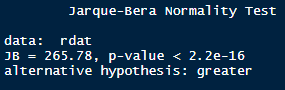 Jarque-Bera Normality Test
data:  rdat
JB = 265.78, p-value < 2.2e-16
alternative hypothesis: greater